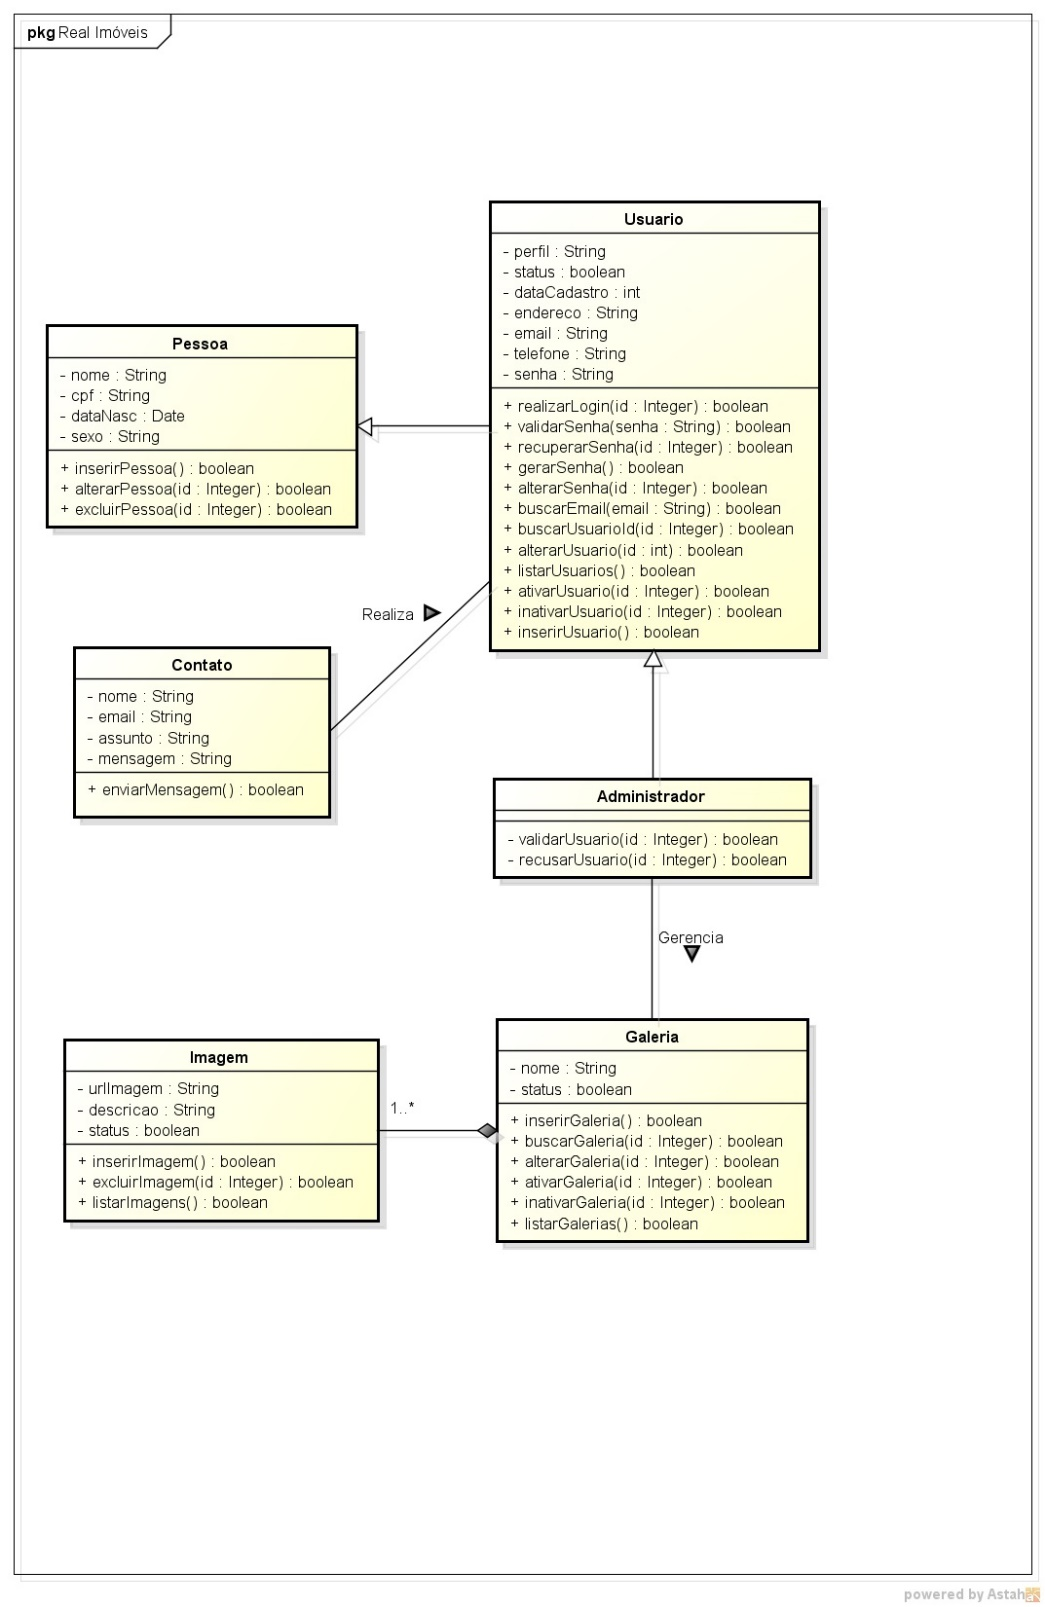 pkg Real Imóveis
Usuario
- perfil : String
- status : boolean
- dataCadastro : int
- endereco : String
- email : String
- telefone : String
- senha : String
+ realizarLogin(id : Integer) : boolean
+ validarSenha(senha : String) : boolean
+ recuperarSenha(id : Integer) : boolean
+ gerarSenha() : boolean
+ alterarSenha(id : Integer) : boolean
+ buscarEmail(email : String) : boolean
+ buscarUsuarioId(id : Integer) : boolean
+ alterarUsuario(id : int) : boolean
+ listarUsuarios() : boolean
+ ativarUsuario(id : Integer) : boolean
+ inativarUsuario(id : Integer) : boolean
+ inserirUsuario() : boolean
Pessoa
- nome : String
- cpf : String
- dataNasc : Date
- sexo : String
+ inserirPessoa() : boolean
+ alterarPessoa(id : Integer) : boolean
+ excluirPessoa(id : Integer) : boolean
Realiza
Contato
- nome : String
- email : String
- assunto : String
- mensagem : String
+ enviarMensagem() : boolean
Administrador
- validarUsuario(id : Integer) : boolean
- recusarUsuario(id : Integer) : boolean
Gerencia
Galeria
- nome : String
- status : boolean
+ inserirGaleria() : boolean
+ buscarGaleria(id : Integer) : boolean
+ alterarGaleria(id : Integer) : boolean
+ ativarGaleria(id : Integer) : boolean
+ inativarGaleria(id : Integer) : boolean
+ listarGalerias() : boolean
Imagem
- urlImagem : String
- descricao : String
- status : boolean
+ inserirImagem() : boolean
+ excluirImagem(id : Integer) : boolean
+ listarImagens() : boolean
1..*
powered by Astah